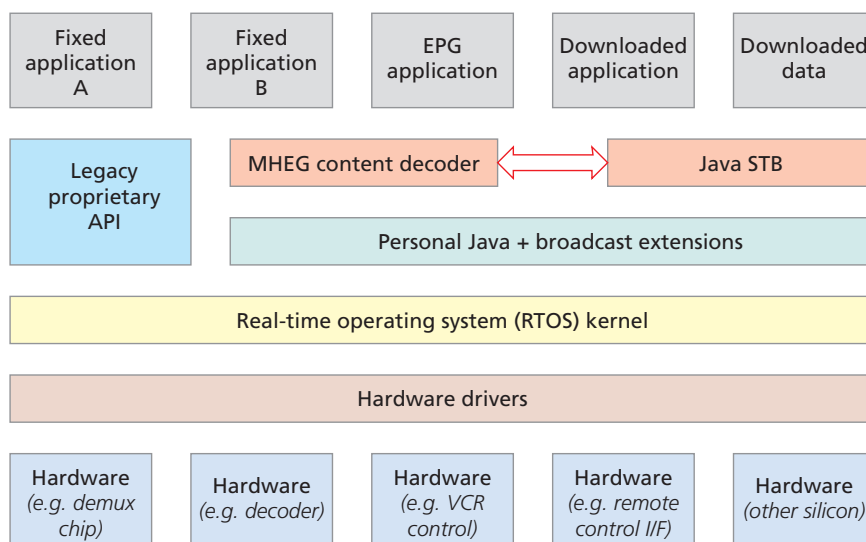 Fixed
application
A
Fixed
application
B
EPG
application
Downloaded
application
Downloaded
data
Legacy
proprietary
API
MHEG content decoder
Java STB
Personal Java + broadcast extensions
Real-time operating system (RTOS) kernel
Hardware drivers
Hardware
(e.g. demux
chip)
Hardware
(e.g. decoder)
Hardware
(e.g. VCR
control)
Hardware
(e.g. remote
control I/F)
Hardware
(other silicon)